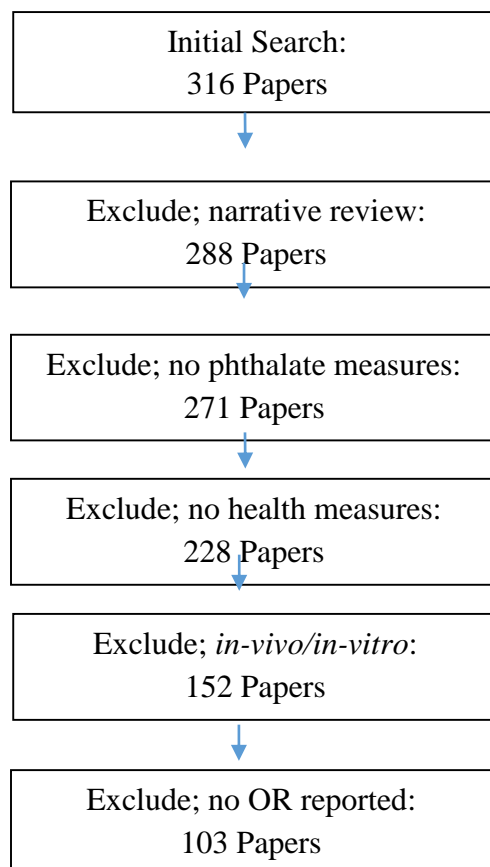 Initial Search:
316 Papers
Exclude; narrative review:
288 Papers
Exclude; no phthalate measures:
271 Papers
Exclude; no health measures:
228 Papers
Exclude; in-vivo/in-vitro:
152 Papers
Exclude; no OR reported:
103 Papers